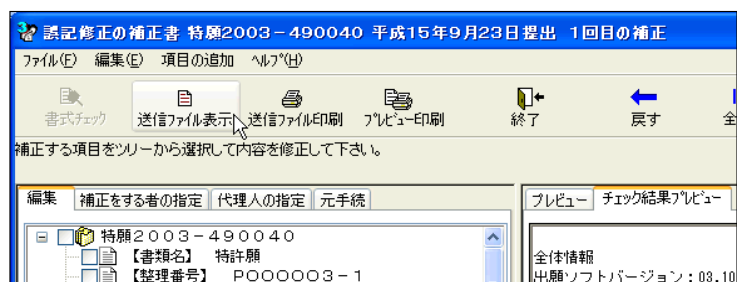 誤記修正の補正書 特願2003－490040 平成15年9月23日提出 1回目の補正
ファイル(F) 編集(E) 項目の追加 ヘルプ(H)
書式チェック 送信ファイル表示 送信ファイル印刷 プレビュー印刷 終了 戻す 全
補正する項目をツリーから選択して内容を修正して下さい。
編集 補正をする者の指定 代理人の指定 元手続 プレビュー チェック結果プレビュー
特願２００３－４９００４０
【書類名】 特許願
全体情報
【整理番号】 Ｐ０００００３－１
出願ソフトバージョン：03.10